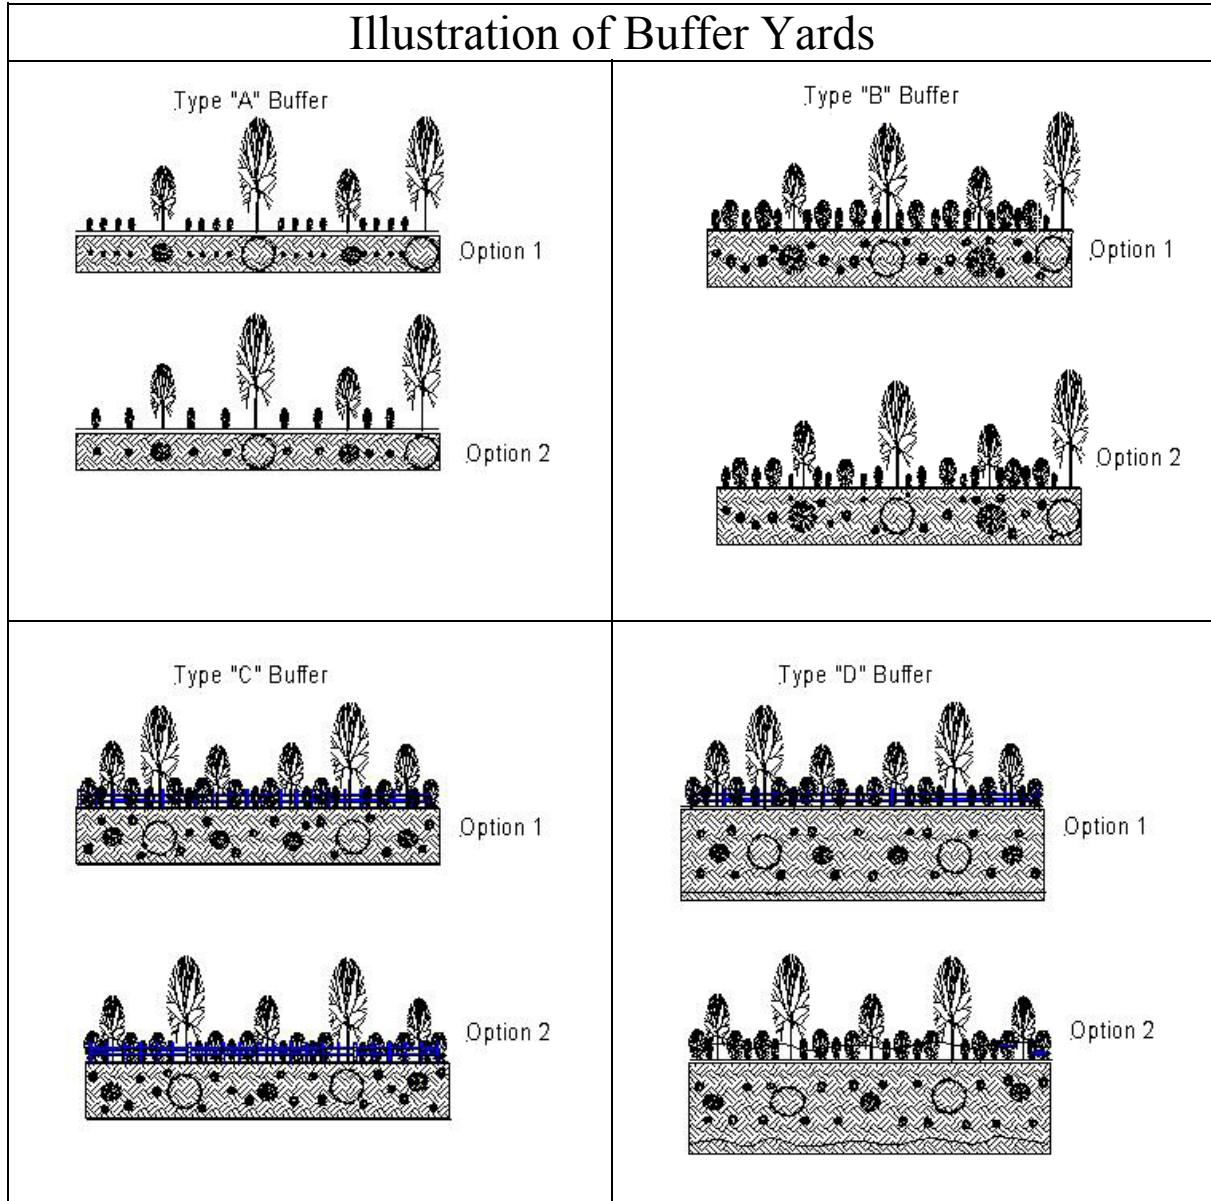 Illustration of Buffer Yards
Type "A" Buffer
Option 1
Option 2
Type "B" Buffer
Option 1
Option 2
Type "C" Buffer
Option 1
Option 2
Type "D" Buffer
Option 1
Option 2